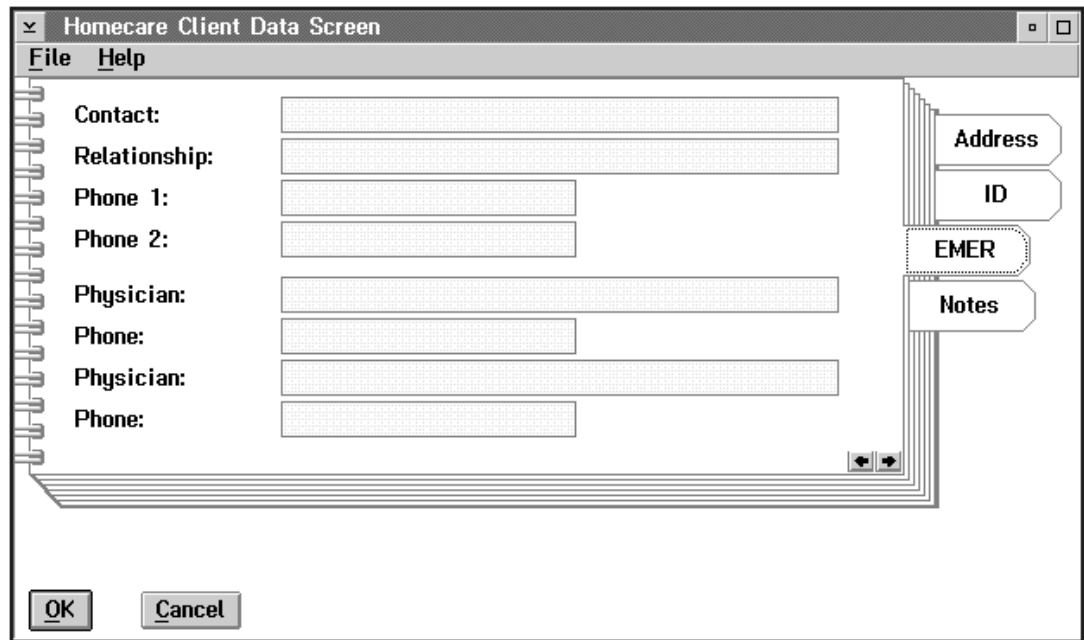 Homecare Client Data Screen
File Help
Contact:
Relationship:
Phone 1:
Phone 2:
Physician:
Phone:
Physician:
Phone:
Address
ID
EMER
Notes
OK Cancel